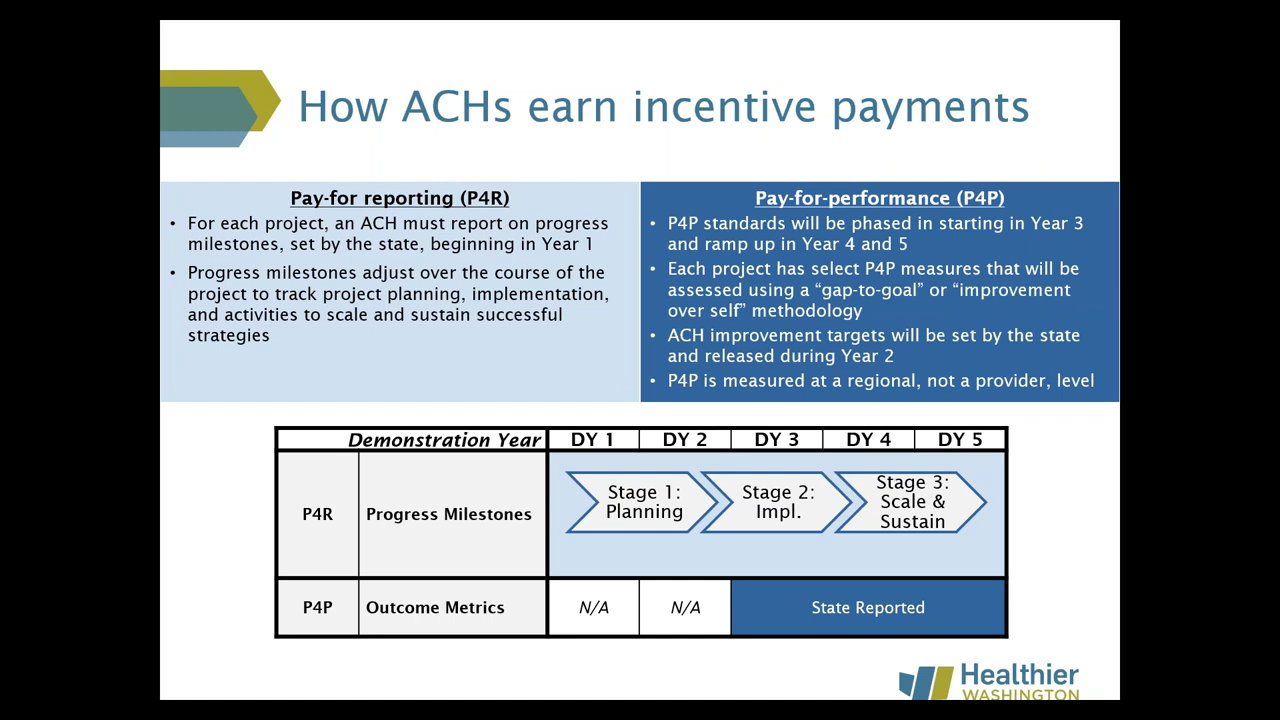 How ACHs earn incentive payments
Pay-for reporting (P4R)
• For each project, an ACH must report on progress
milestones, set by the state, beginning in Year 1
• Progress milestones adjust over the course of the
project to track project planning, implementation,
and activities to scale and sustain successful
strategies
Pay-for-performance (P4P)
• P4P standards will be phased in starting in Year 3
and ramp up in Year 4 and 5
• Each project has select P4P measures that will be
assessed using a “gap-to-goal” or “improvement
over self” methodology
• ACH improvement targets will be set by the state
and released during Year 2
• P4P is measured at a regional, not a provider, level
Demonstration Year DY 1 DY 2 DY 3 DY 4 DY 5
P4R Progress Milestones
Stage 1:
Planning
Stage 2:
Impl.
Stage 3:
Scale &
Sustain
P4P Outcome Metrics N/A N/A State Reported
Healthier
WASHINGTON